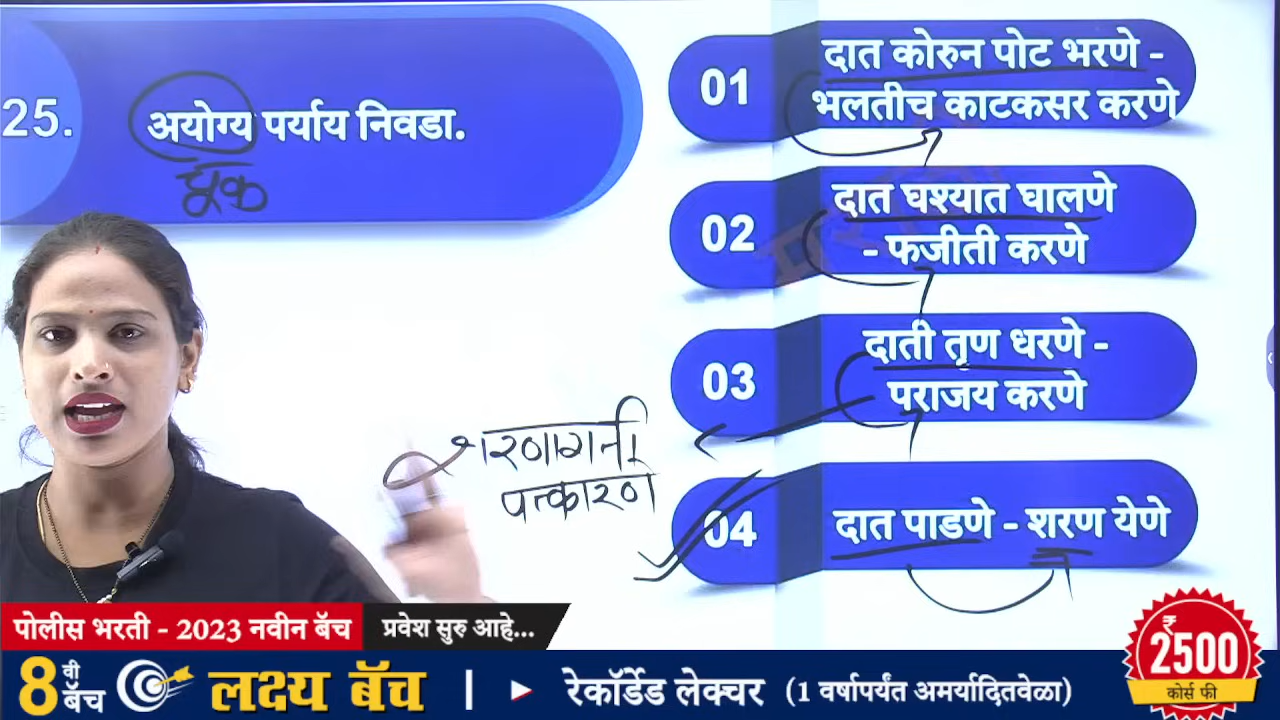 25.
अयोग्य पर्याय निवडा.
चूक
01
दात कोरुन पोट भरणे -
भलतीच काटकसर करणे
02
दात घश्यात घालणे
- फजीती करणे
03
दाती तृण धरणे -
पराजय करणे
शरणागती
पत्कारणे
04
दात पाडणे - शरण येणे
पोलीस भरती - 2023 नवीन बॅच
प्रवेश सुरु आहे...
8 वी बॅच
लक्ष्य बॅच
रेकॉर्डेड लेक्चर (1 वर्षापर्यंत अमर्यादितवेळा)
₹
2500
कोर्स फी